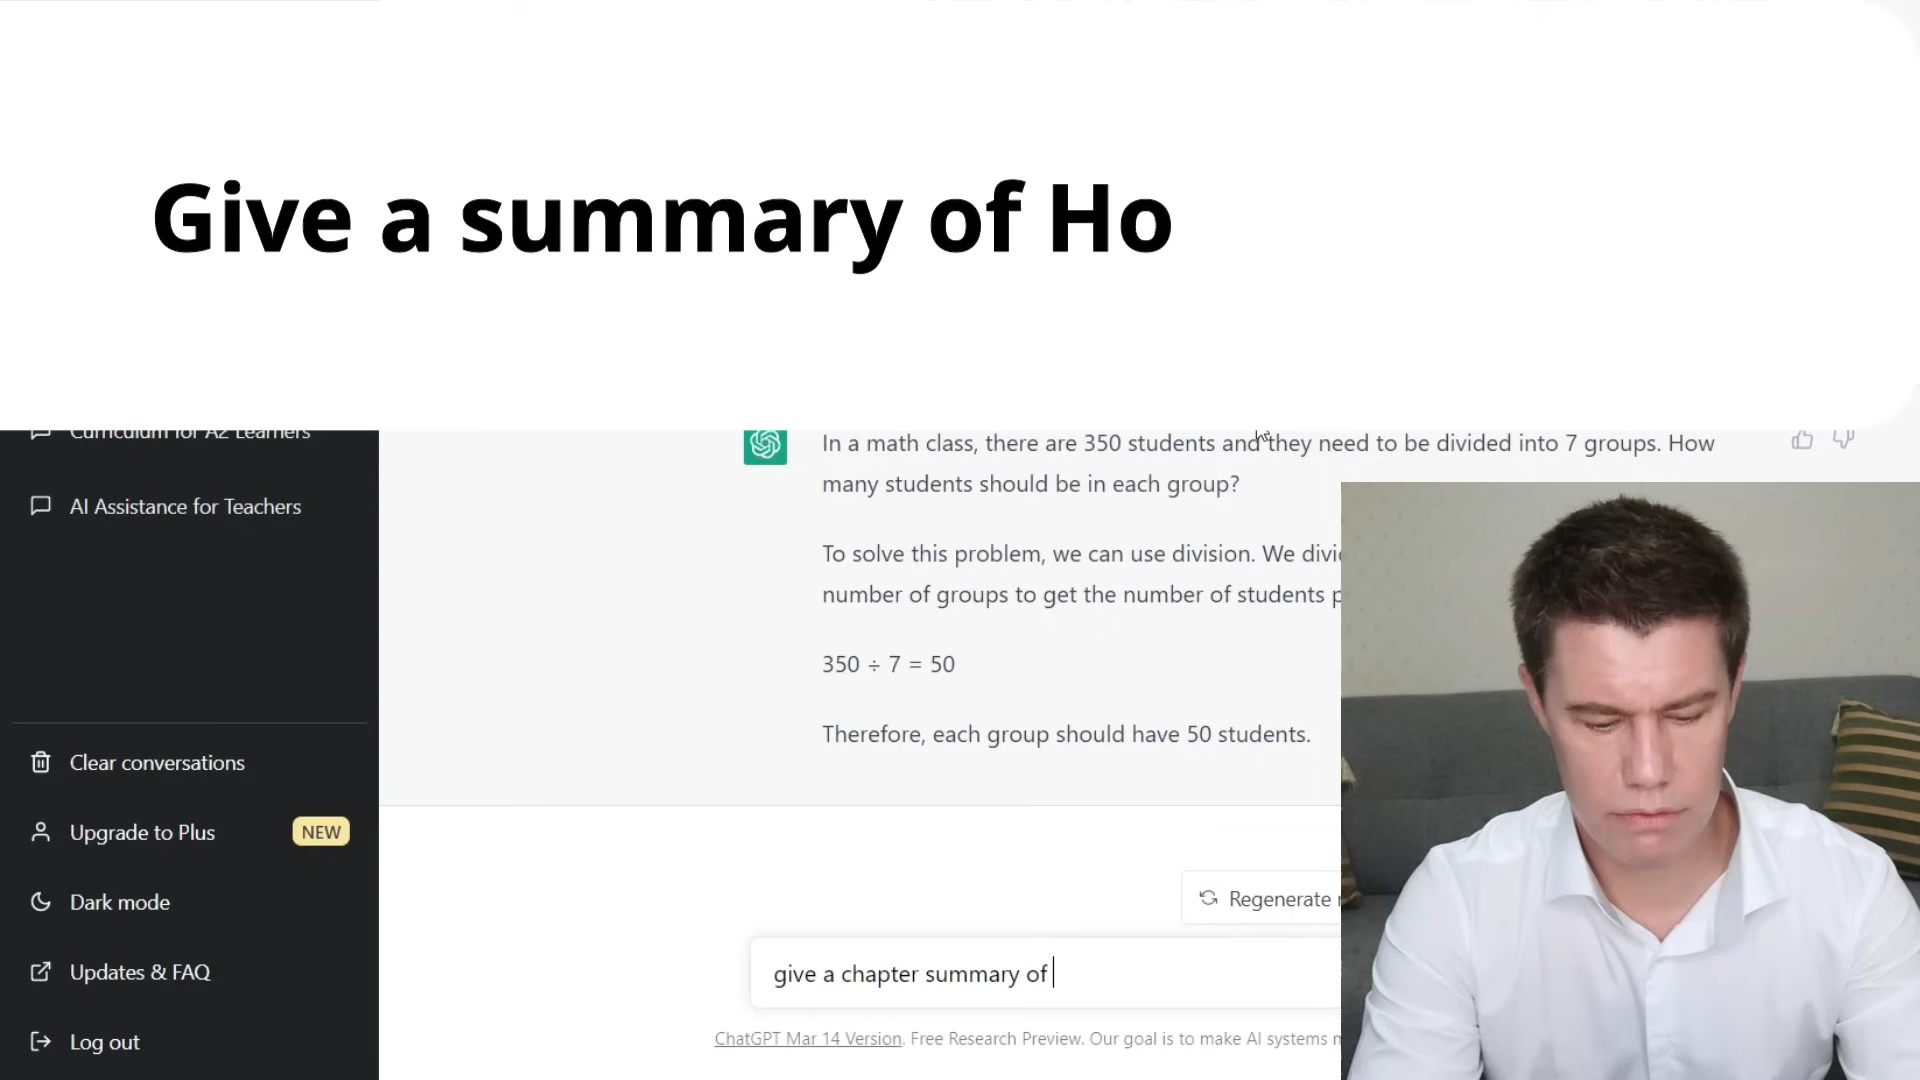 Give a summary of Ho
Curriculum for A2 Learners
AI Assistance for Teachers
Clear conversations
Upgrade to Plus NEW
Dark mode
Updates & FAQ
Log out
In a math class, there are 350 students and they need to be divided into 7 groups. How
many students should be in each group?
To solve this problem, we can use division. We divi
number of groups to get the number of students p
350 ÷ 7 = 50
Therefore, each group should have 50 students.
Regenerate
give a chapter summary of
ChatGPT Mar 14 Version. Free Research Preview. Our goal is to make AI systems